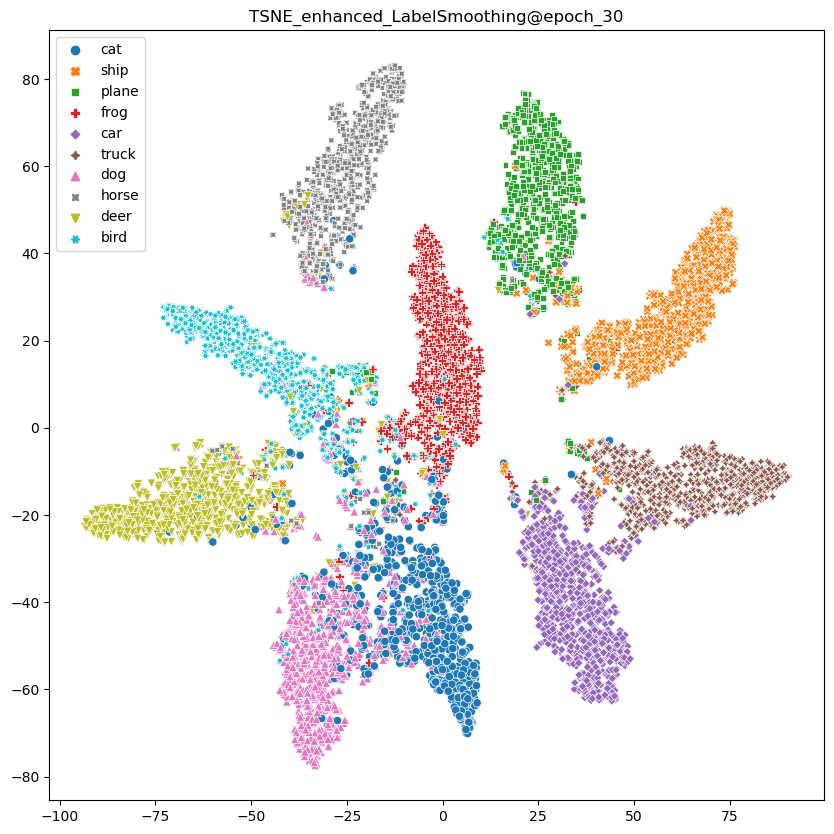 TSNE_enhanced_LabelSmoothing@epoch_30
cat
ship
plane
frog
car
truck
dog
horse
deer
bird
80
60
40
20
0
−20
−40
−60
−80
−100
−75
−50
−25
0
25
50
75